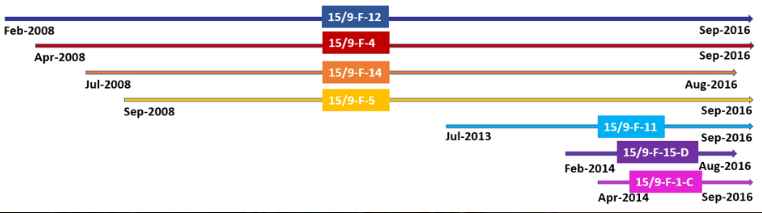 15/9-F-12
Feb-2008 Sep-2016
15/9-F-4
Apr-2008 Sep-2016
15/9-F-14
Jul-2008 Aug-2016
15/9-F-5
Sep-2008 Sep-2016
15/9-F-11
Jul-2013 Sep-2016
15/9-F-15-D
Feb-2014 Aug-2016
15/9-F-1-C
Apr-2014 Sep-2016